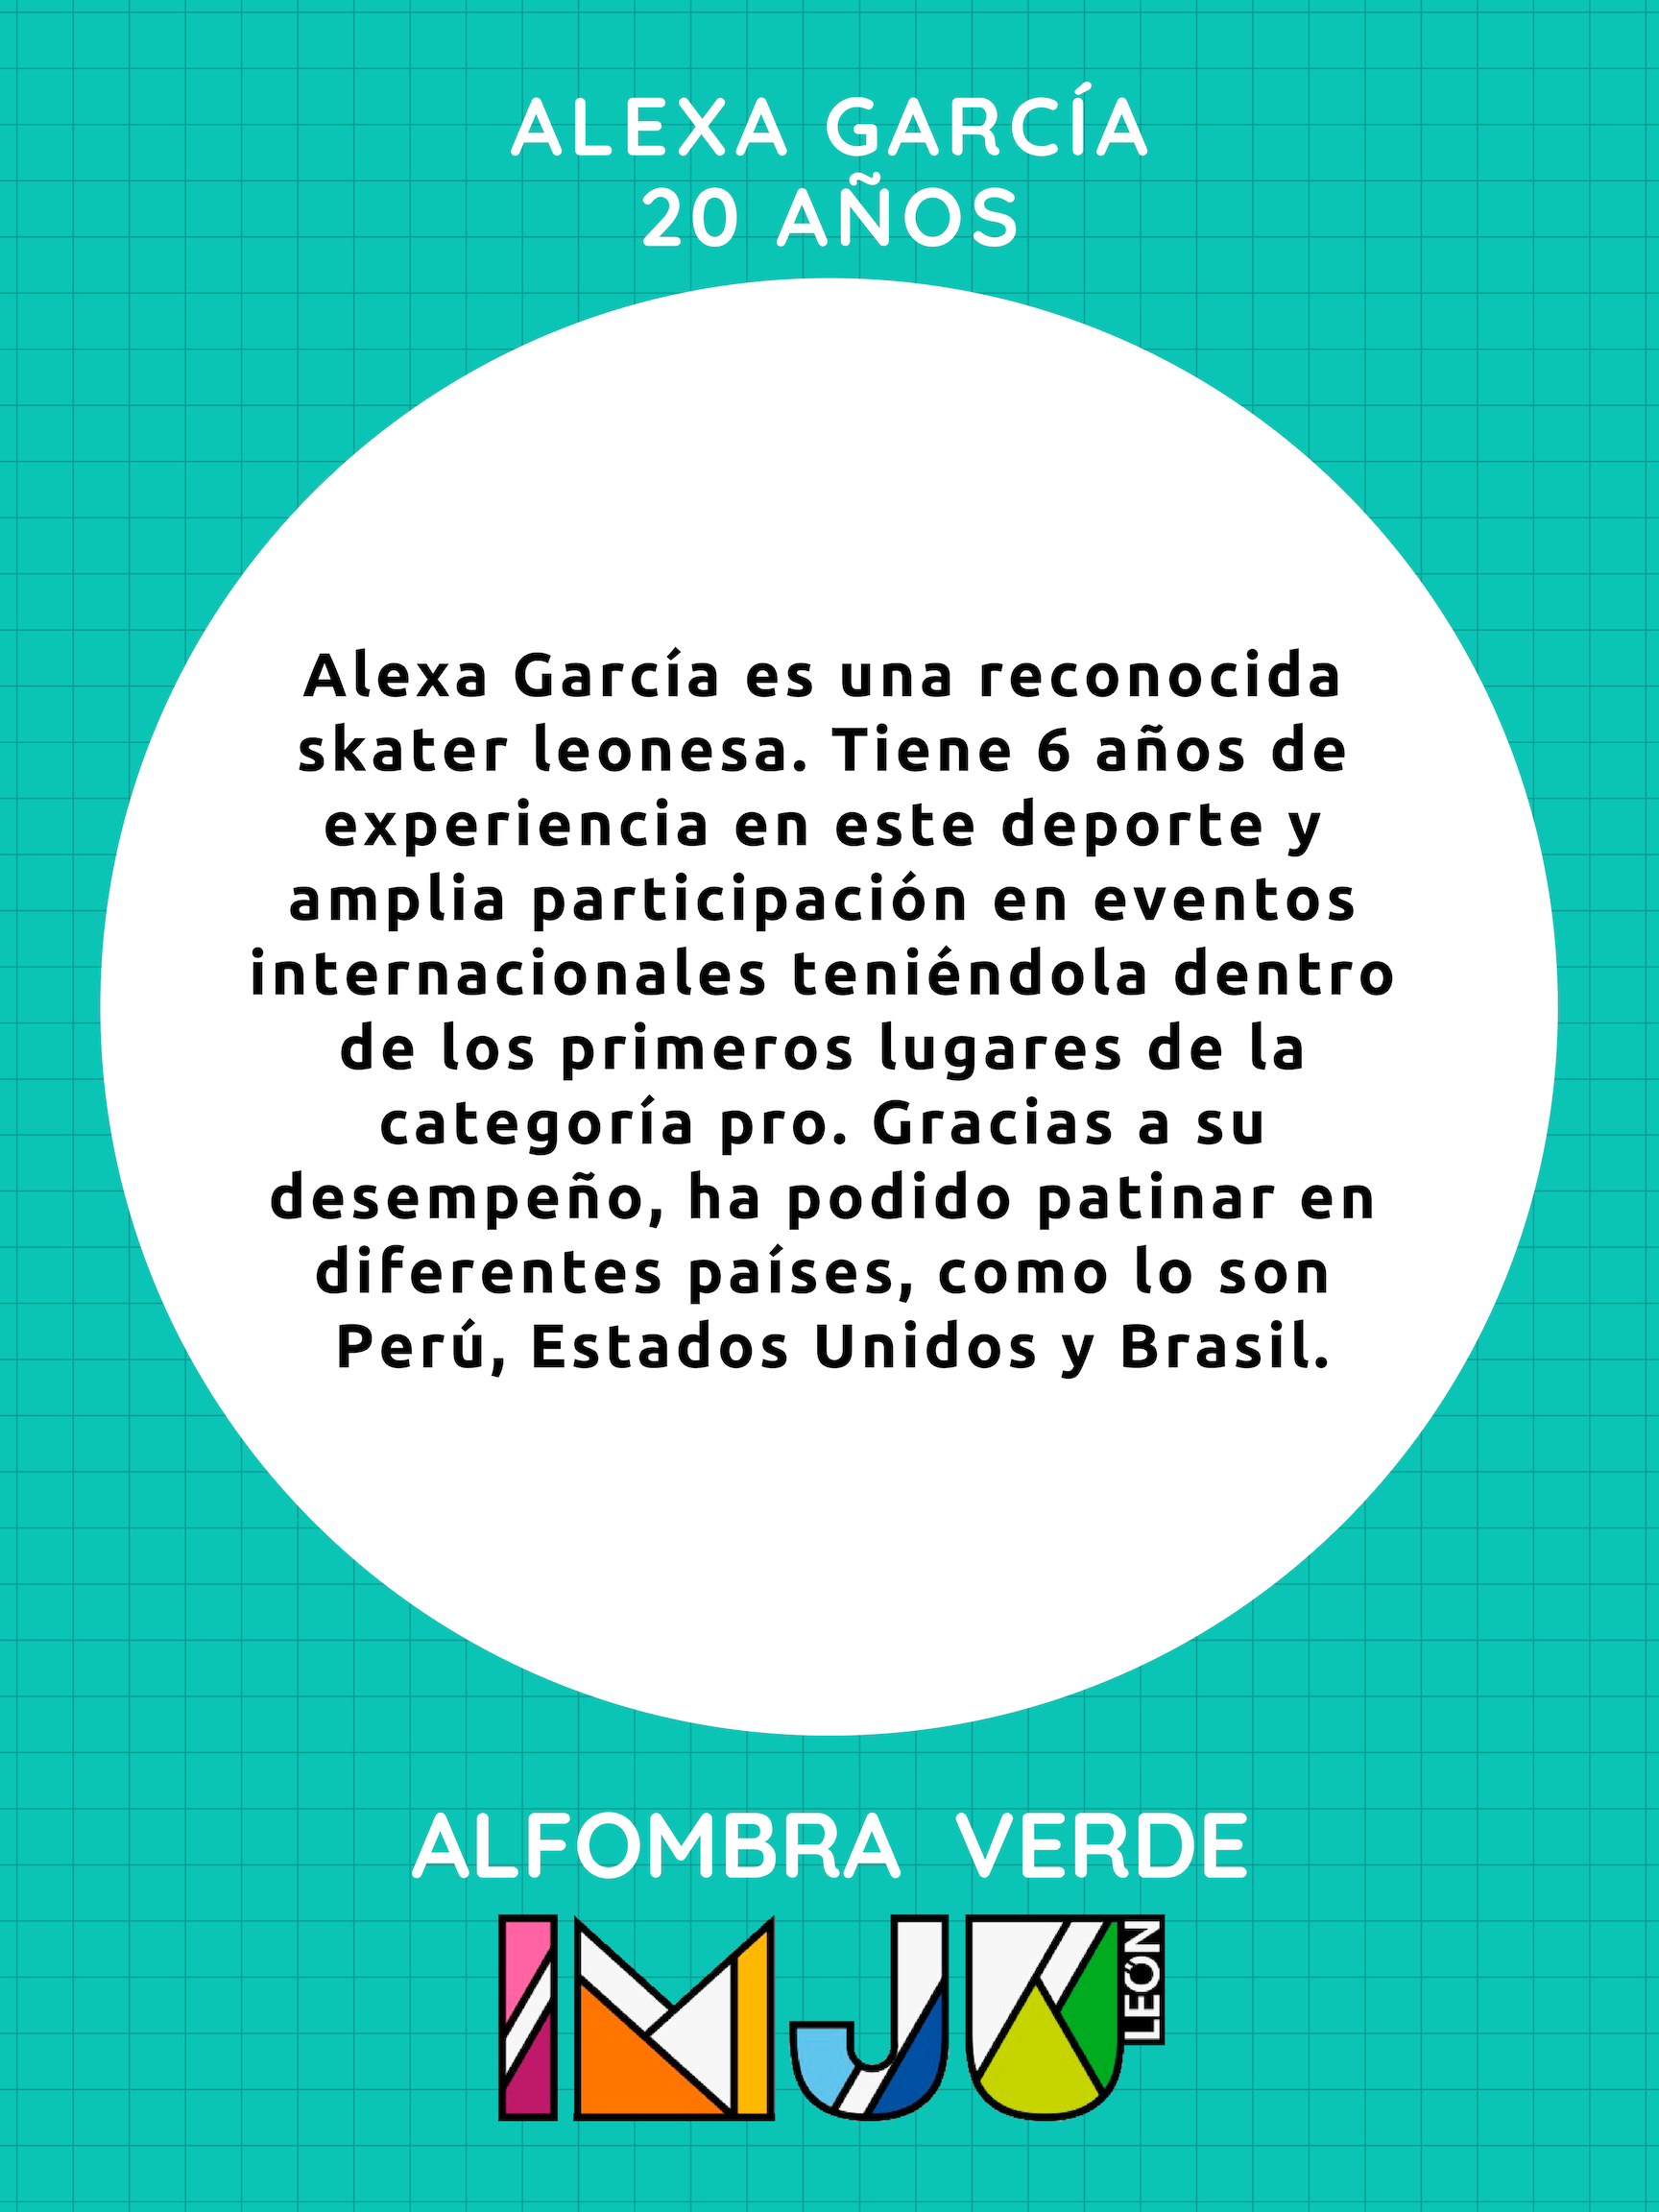 ALEXA GARCÍA
20 AÑOS
Alexa García es una reconocida
skater leonesa. Tiene 6 años de
experiencia en este deporte y
amplia participación en eventos
internacionales teniéndola dentro
de los primeros lugares de la
categoría pro. Gracias a su
desempeño, ha podido patinar en
diferentes países, como lo son
Perú, Estados Unidos y Brasil.
ALFOMBRA VERDE
IMJU
LEÓN